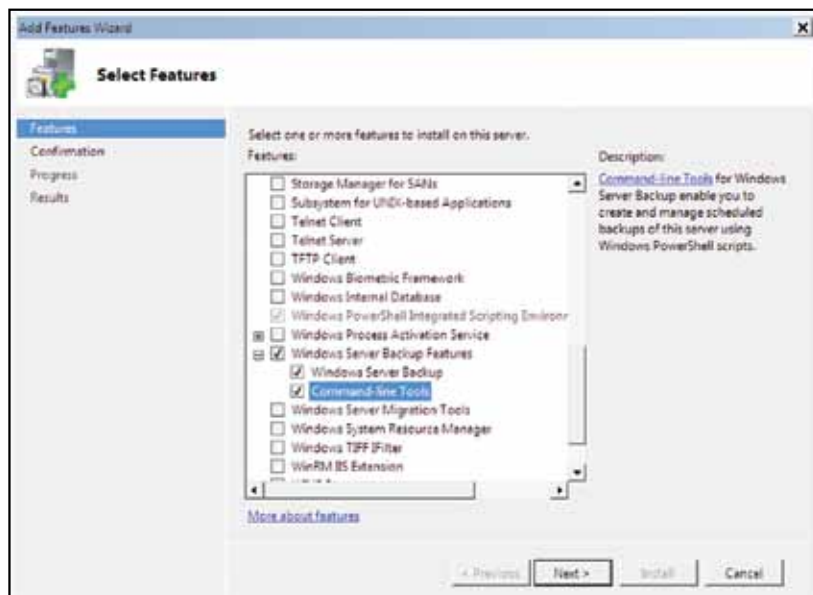 Add Features Wizard
Select Features
Features
Confirmation
Progress
Results
Select one or more features to install on this server.
Features:
Storage Manager for SANs
Subsystem for UNIX-based Applications
Telnet Client
Telnet Server
TFTP Client
Windows Biometric Framework
Windows Internal Database
Windows PowerShell Integrated Scripting Environr
Windows Process Activation Service
Windows Server Backup Features
Windows Server Backup
Command-line Tools
Windows Server Migration Tools
Windows System Resource Manager
Windows TIFF IFilter
WinRM IIS Extension
More about features
Description:
Command-line Tools for Windows
Server Backup enable you to
create and manage scheduled
backups of this server using
Windows PowerShell scripts.
< Previous
Next >
Install
Cancel